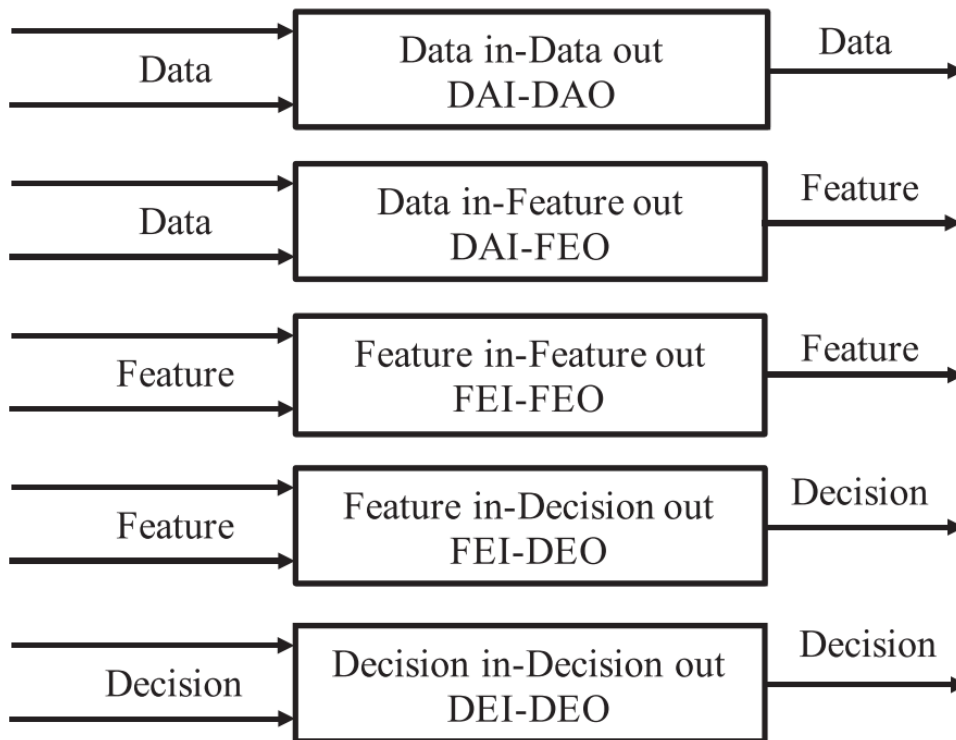 Data
Data in-Data out
DAI-DAO
Data
Data
Data in-Feature out
DAI-FEO
Feature
Feature
Feature in-Feature out
FEI-FEO
Feature
Feature
Feature in-Decision out
FEI-DEO
Decision
Decision
Decision in-Decision out
DEI-DEO
Decision